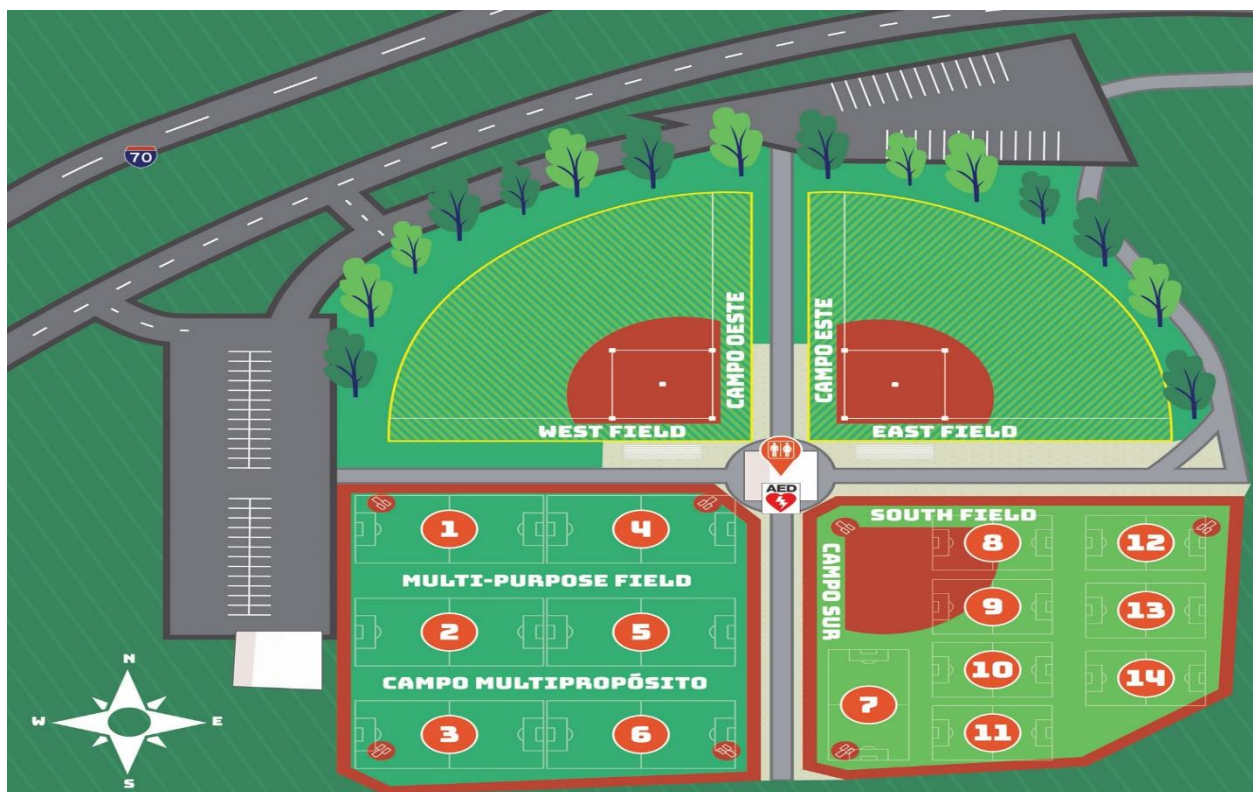 70
CAMPO OESTE
CAMPO ESTE
WEST FIELD
EAST FIELD
AED
SOUTH FIELD
CAMPO SUR
1
4
MULTI-PURPOSE FIELD
2
5
CAMPO MULTIPROPÓSITO
3
6
8
12
9
13
10
14
7
11
N
W
E
S